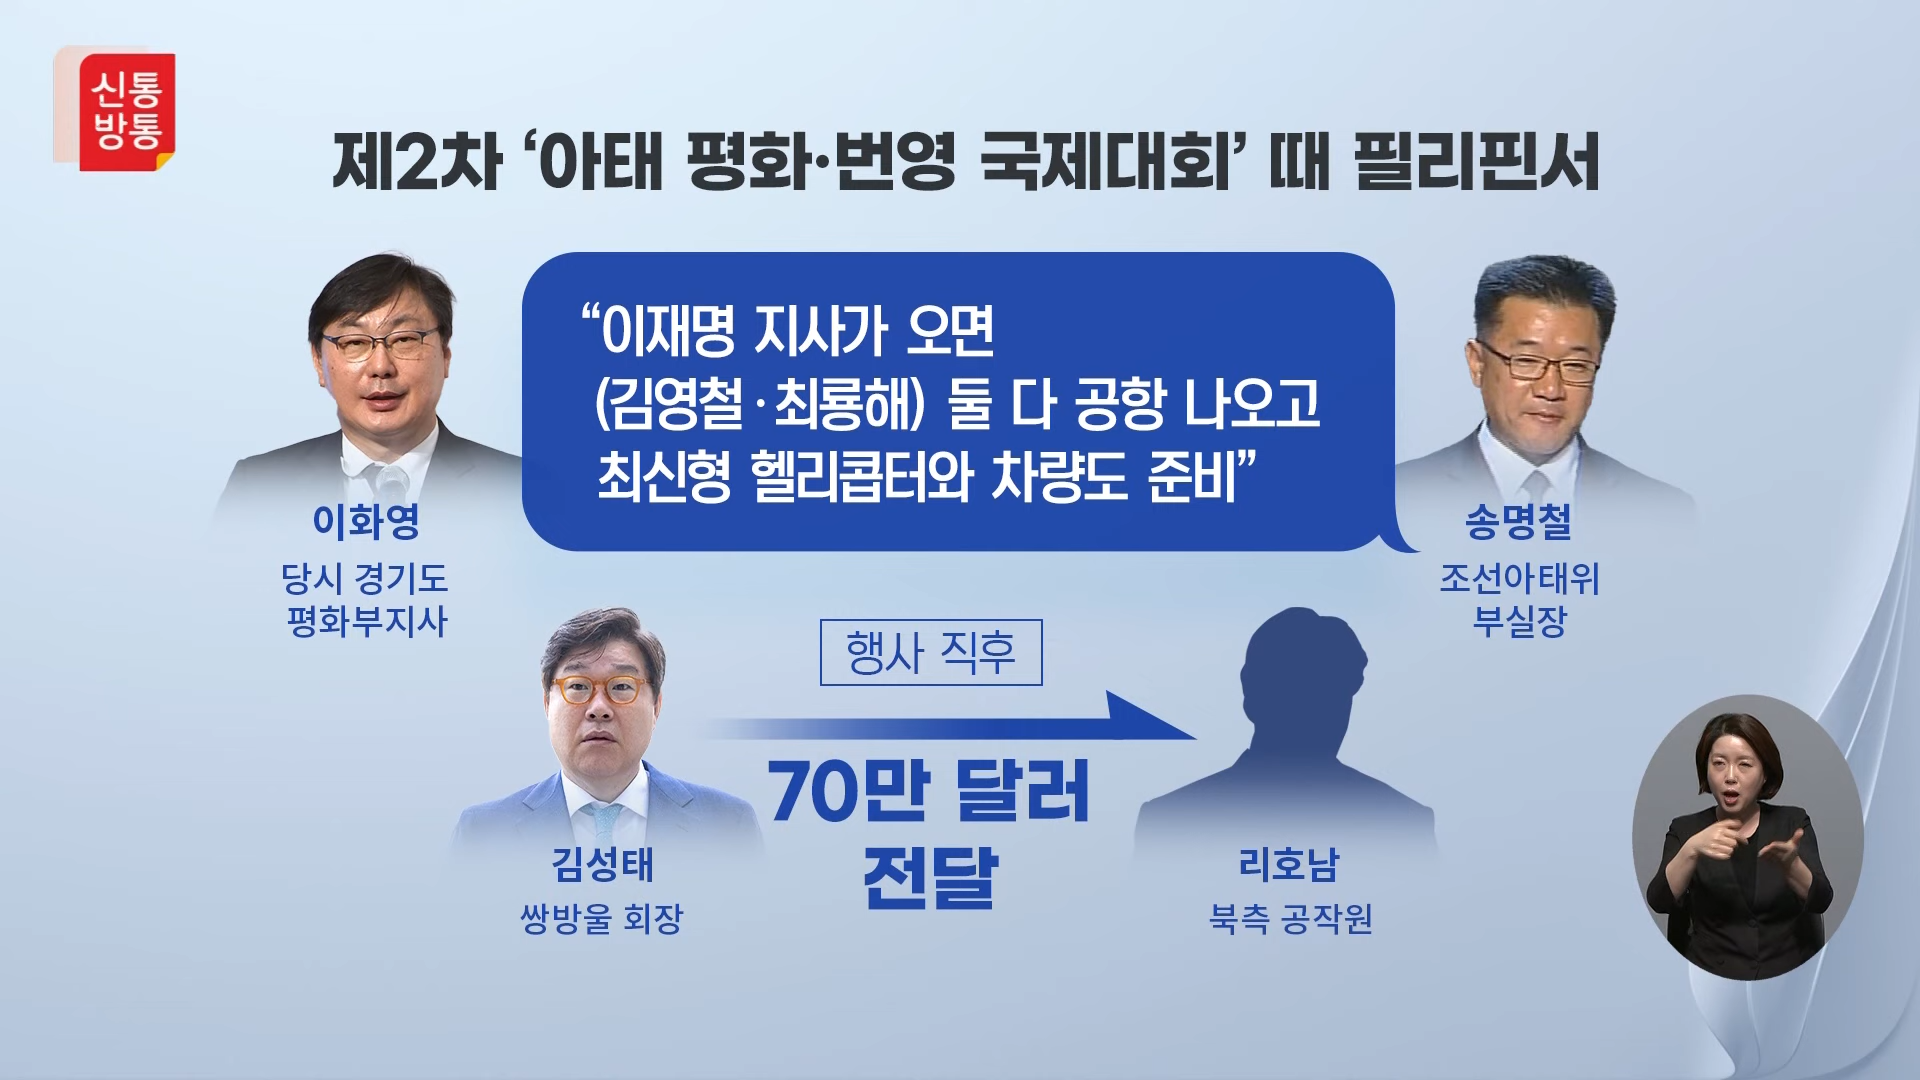 신통
방통
제2차 ‘아태 평화·번영 국제대회’ 때 필리핀서
“이재명 지사가 오면
(김영철·최룡해) 둘 다 공항 나오고
최신형 헬리콥터와 차량도 준비”
이화영
당시 경기도
평화부지사
송명철
조선아태위
부실장
행사 직후
70만 달러
전달
김성태
쌍방울 회장
리호남
북측 공작원